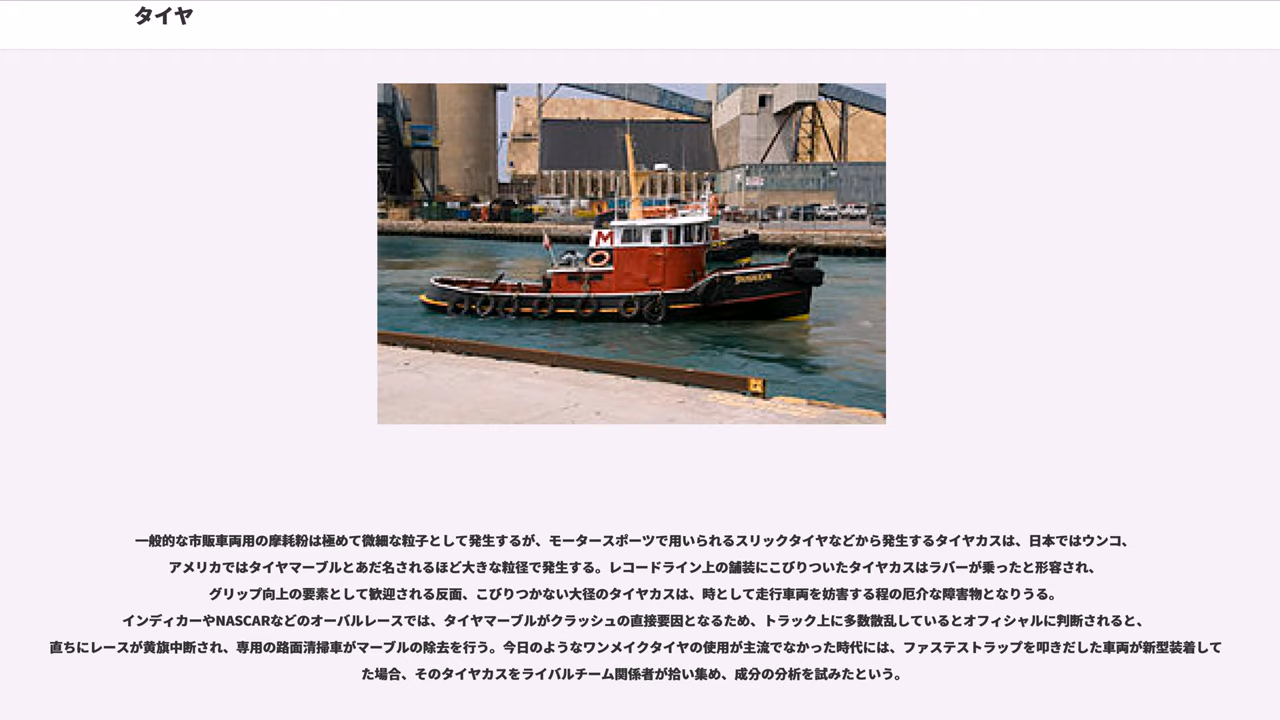 タイヤ
M
一般的な市販車両用の摩耗粉は極めて微細な粒子として発生するが、モータースポーツで用いられるスリックタイヤなどから発生するタイヤカスは、日本ではウンコ、
アメリカではタイヤマーブルとあだ名されるほど大きな粒径で発生する。レコードライン上の舗装にこびりついたタイヤカスはラバーが乗ったと形容され、
グリップ向上の要素として歓迎される反面、こびりつかない大径のタイヤカスは、時として走行車両を妨害する程の厄介な障害物となりうる。
インディカーやNASCARなどのオーバルレースでは、タイヤマーブルがクラッシュの直接要因となるため、トラック上に多数散乱しているとオフィシャルに判断されると、
直ちにレースが黄旗中断され、専用の路面清掃車がマーブルの除去を行う。今日のようなワンメイクタイヤの使用が主流でなかった時代には、ファステストラップを叩きだした車両が新型装着して
た場合、そのタイヤカスをライバルチーム関係者が拾い集め、成分の分析を試みたという。